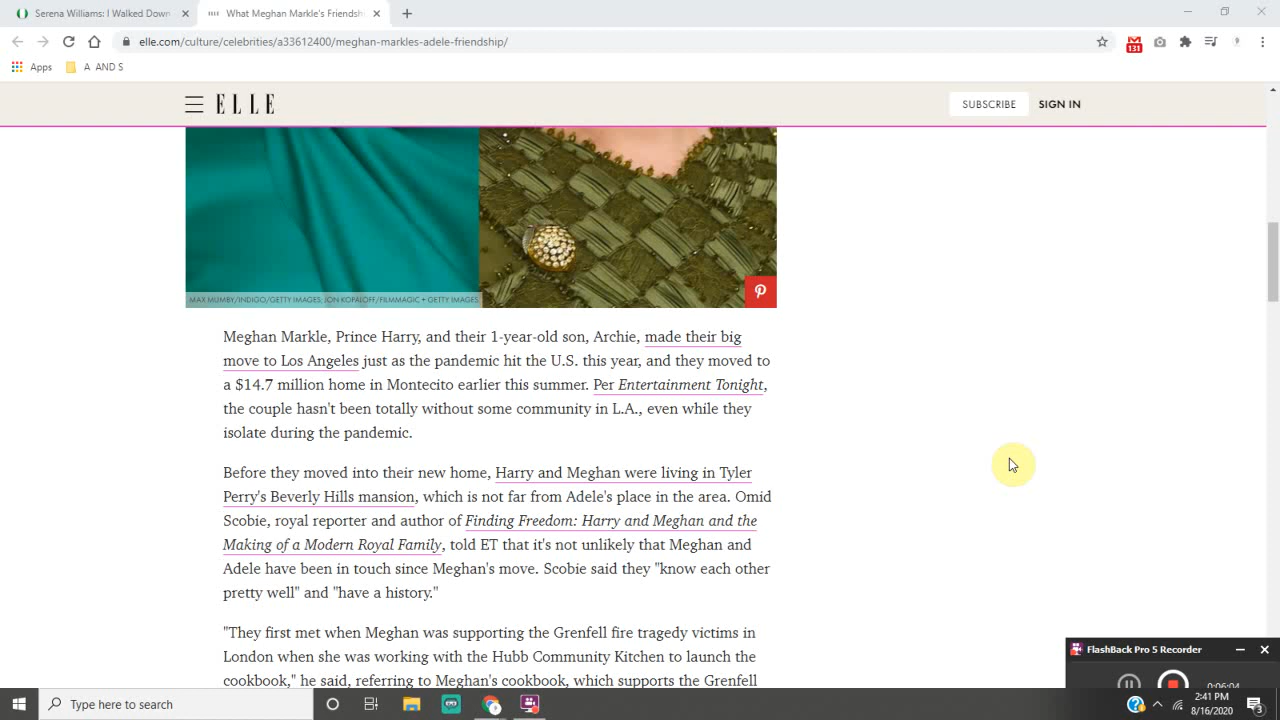 Serena Williams: I Walked Down
What Meghan Markle's Friendsh
elle.com/culture/celebrities/a33612400/meghan-markles-adele-friendship/
131
Apps
A AND S
ELLE
SUBSCRIBE
SIGN IN
MAX MUMBY/INDIGO/GETTY IMAGES; JON KOPALOFF/FILMMAGIC + GETTY IMAGES
Meghan Markle, Prince Harry, and their 1-year-old son, Archie, made their big
move to Los Angeles just as the pandemic hit the U.S. this year, and they moved to
a $14.7 million home in Montecito earlier this summer. Per Entertainment Tonight,
the couple hasn't been totally without some community in L.A., even while they
isolate during the pandemic.
Before they moved into their new home, Harry and Meghan were living in Tyler
Perry's Beverly Hills mansion, which is not far from Adele's place in the area. Omid
Scobie, royal reporter and author of Finding Freedom: Harry and Meghan and the
Making of a Modern Royal Family, told ET that it's not unlikely that Meghan and
Adele have been in touch since Meghan's move. Scobie said they "know each other
pretty well" and "have a history."
"They first met when Meghan was supporting the Grenfell fire tragedy victims in
London when she was working with the Hubb Community Kitchen to launch the
cookbook," he said, referring to Meghan's cookbook, which supports the Grenfell
FlashBack Pro 5 Recorder
0:06:04
Type here to search
2:41 PM
8/16/2020
3